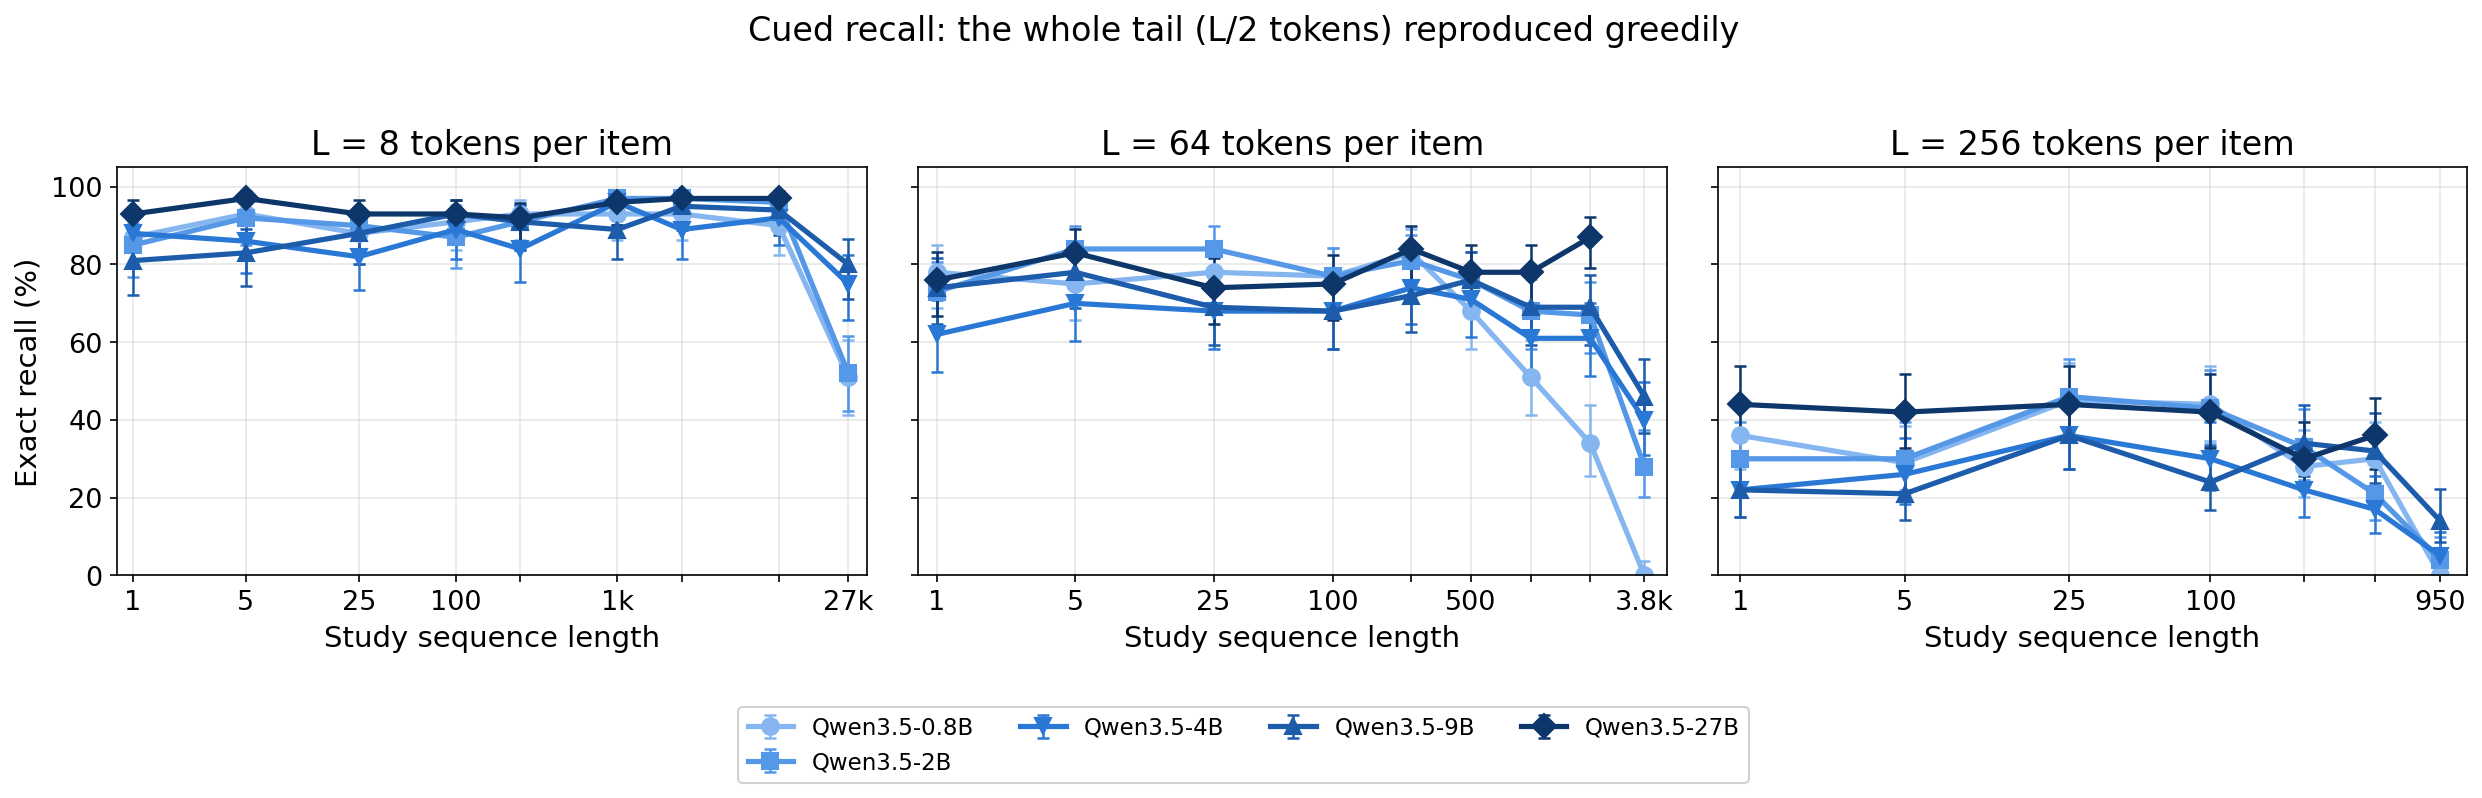 Cued recall: the whole tail (L/2 tokens) reproduced greedily
L = 8 tokens per item
L = 64 tokens per item
L = 256 tokens per item
Exact recall (%)
100
80
60
40
20
0
1 5 25 100 1k 27k
1 5 25 100 500 3.8k
1 5 25 100 950
Study sequence length
Study sequence length
Study sequence length
Qwen3.5-0.8B
Qwen3.5-2B
Qwen3.5-4B
Qwen3.5-9B
Qwen3.5-27B